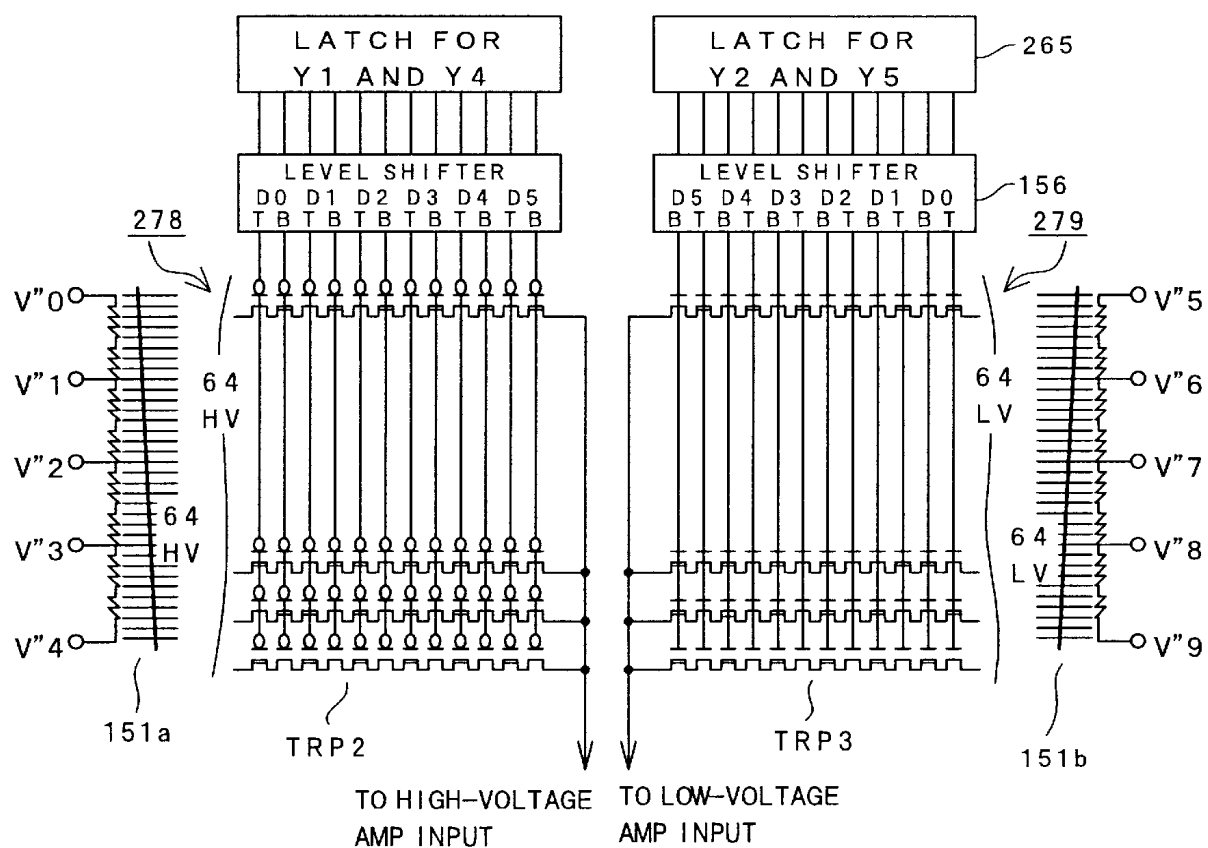 LATCH FOR
Y1 AND Y4
LATCH FOR
Y2 AND Y5
265
LEVEL SHIFTER
D0 D1 D2 D3 D4 D5
T B T B T B T B T B T B
LEVEL SHIFTER
D5 D4 D3 D2 D1 D0
B T B T B T B T B T B T
156
278
279
V"0
V"1
V"2
V"3
V"4
64
HV
64
HV
64
LV
64
LV
V"5
V"6
V"7
V"8
V"9
151a
TRP2
TRP3
151b
TO HIGH-VOLTAGE
AMP INPUT
TO LOW-VOLTAGE
AMP INPUT